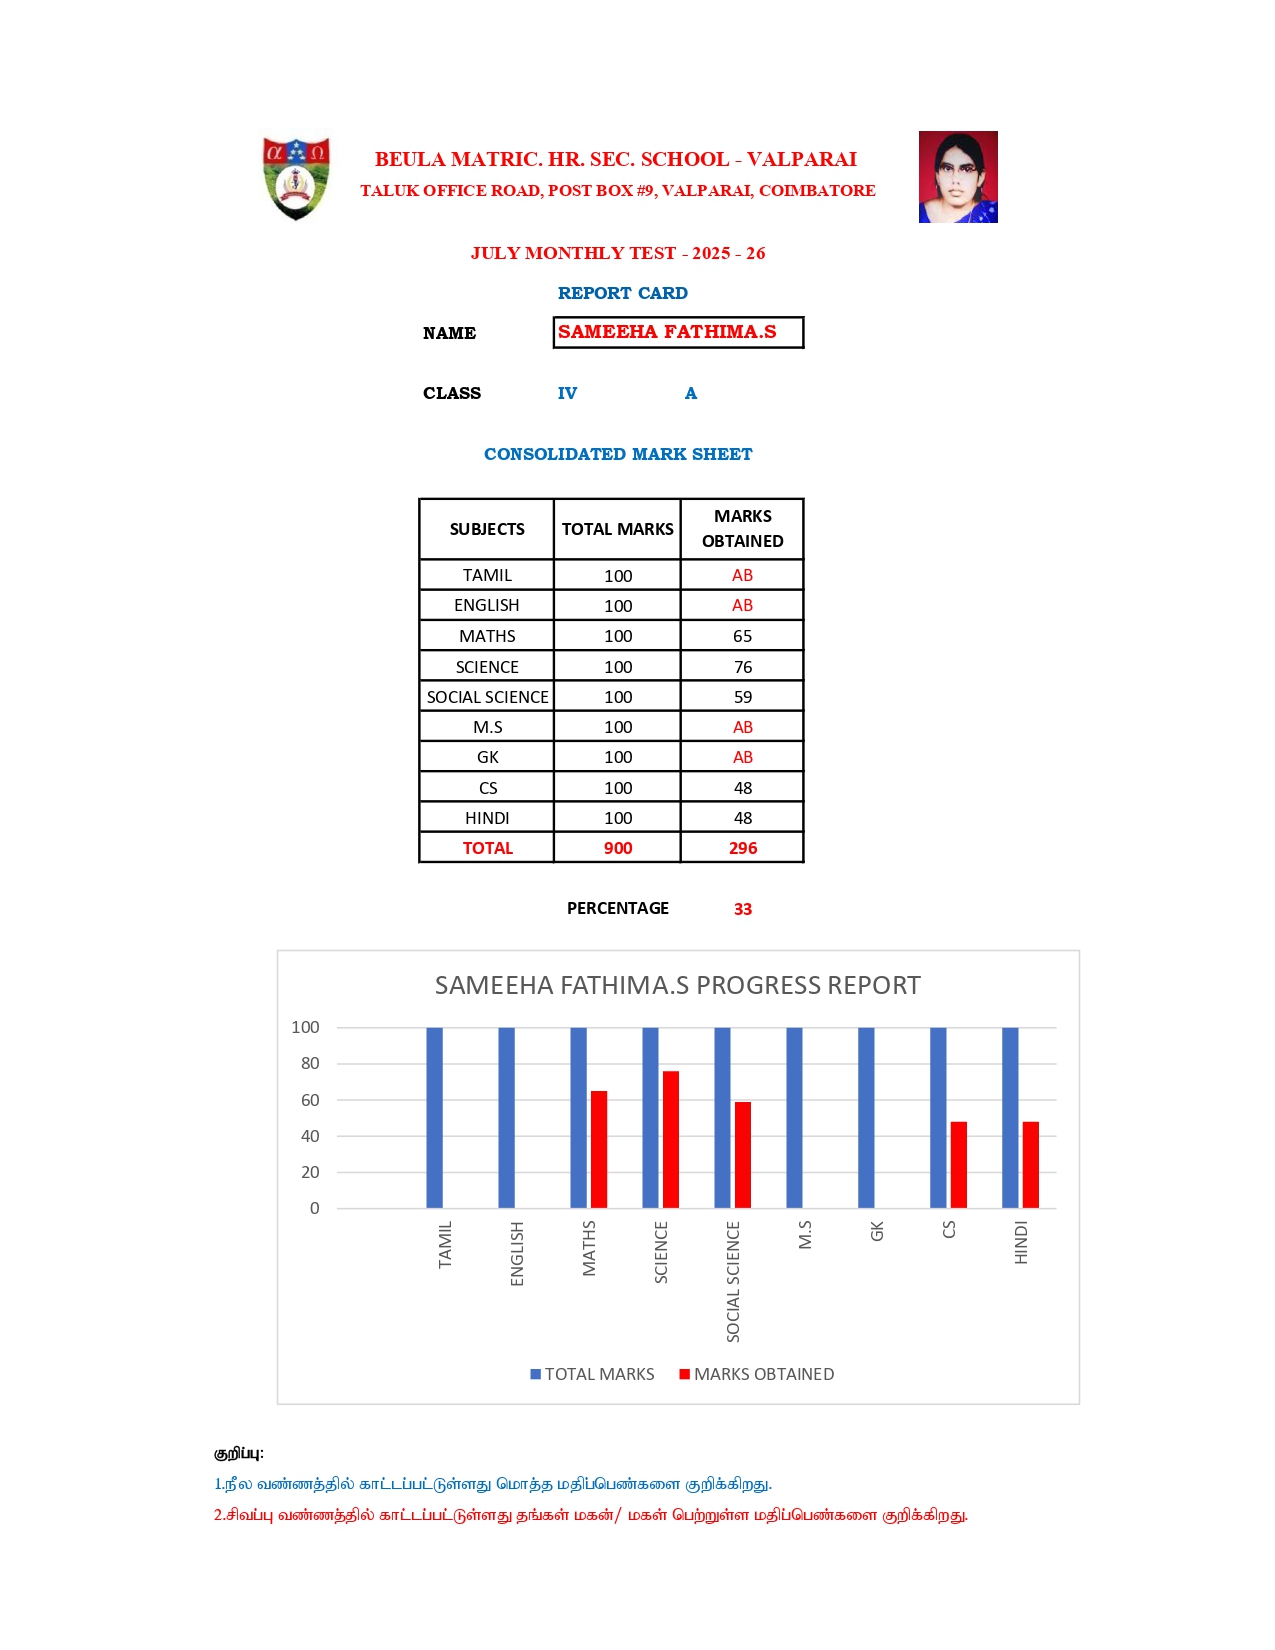 α Ω
BEULA MATRIC. HR. SEC. SCHOOL - VALPARAI
TALUK OFFICE ROAD, POST BOX #9, VALPARAI, COIMBATORE
JULY MONTHLY TEST - 2025 - 26
REPORT CARD
NAME SAMEEHA FATHIMA.S
CLASS IV A
CONSOLIDATED MARK SHEET
SUBJECTS TOTAL MARKS MARKS OBTAINED
TAMIL 100 AB
ENGLISH 100 AB
MATHS 100 65
SCIENCE 100 76
SOCIAL SCIENCE 100 59
M.S 100 AB
GK 100 AB
CS 100 48
HINDI 100 48
TOTAL 900 296
PERCENTAGE 33
SAMEEHA FATHIMA.S PROGRESS REPORT
100
80
60
40
20
0
TAMIL ENGLISH MATHS SCIENCE SOCIAL SCIENCE M.S GK CS HINDI
TOTAL MARKS MARKS OBTAINED
குறிப்பு:
1.நீல வண்ணத்தில் காட்டப்பட்டுள்ளது மொத்த மதிப்பெண்களை குறிக்கிறது.
2.சிவப்பு வண்ணத்தில் காட்டப்பட்டுள்ளது தங்கள் மகன்/ மகள் பெற்றுள்ள மதிப்பெண்களை குறிக்கிறது.